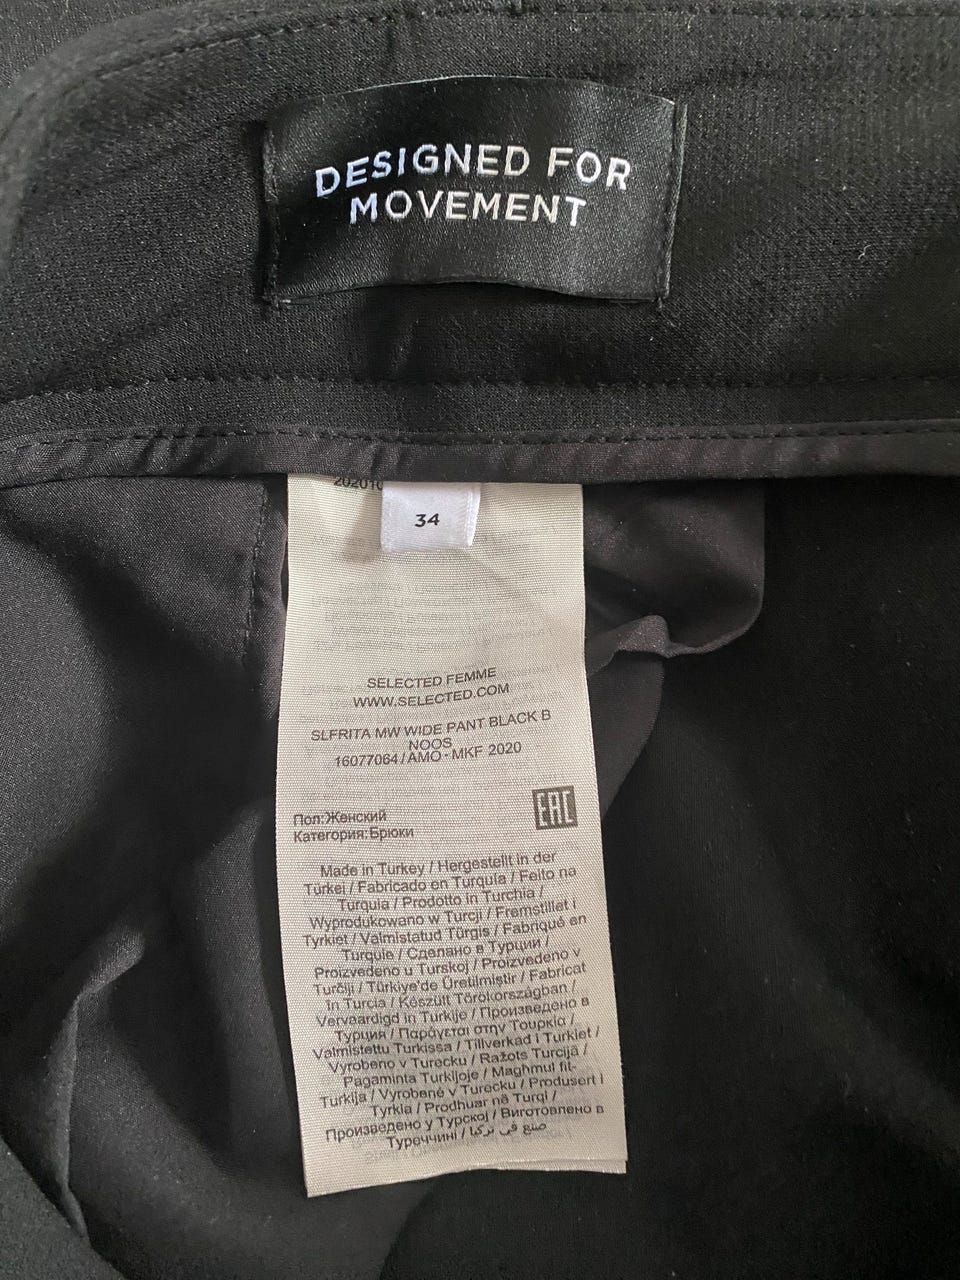 DESIGNED FOR
MOVEMENT
202010
34
SELECTED FEMME
WWW.SELECTED.COM
SLFRITA MW WIDE PANT BLACK B
NOOS
16077064 / AMO - MKF 2020
EAC
Пол:Женский
Категория:Брюки
Made in Turkey / Hergestellt in der
Turkei / Fabricado en Turquía / Feito na
Turquia / Prodotto in Turchia /
Wyprodukowano w Turcji / Fremstillet i
Tyrkiet / Valmistatud Türgis / Fabriqué en
Turquie / Сделано в Турции /
Proizvedeno u Turskoj / Proizvedeno v
Turčiji / Türkiye'de Üretilmiştir / Fabricat
in Turcia / Készült Törökországban /
Vervaardigd in Turkije / Произведено в
Турция / Παράγεται στην Τουρκία /
Valmistettu Turkissa / Tillverkad i Turkiet /
Vyrobeno v Turecku / Ražots Turcijā /
Pagaminta Turkijoje / Maghmul fit-
Turkija / Vyrobené v Turecku / Produsert i
Tyrkia / Prodhuar në Turqi /
Произведено у Турској / Виготовлено в
Туреччині / صنع في تركيا